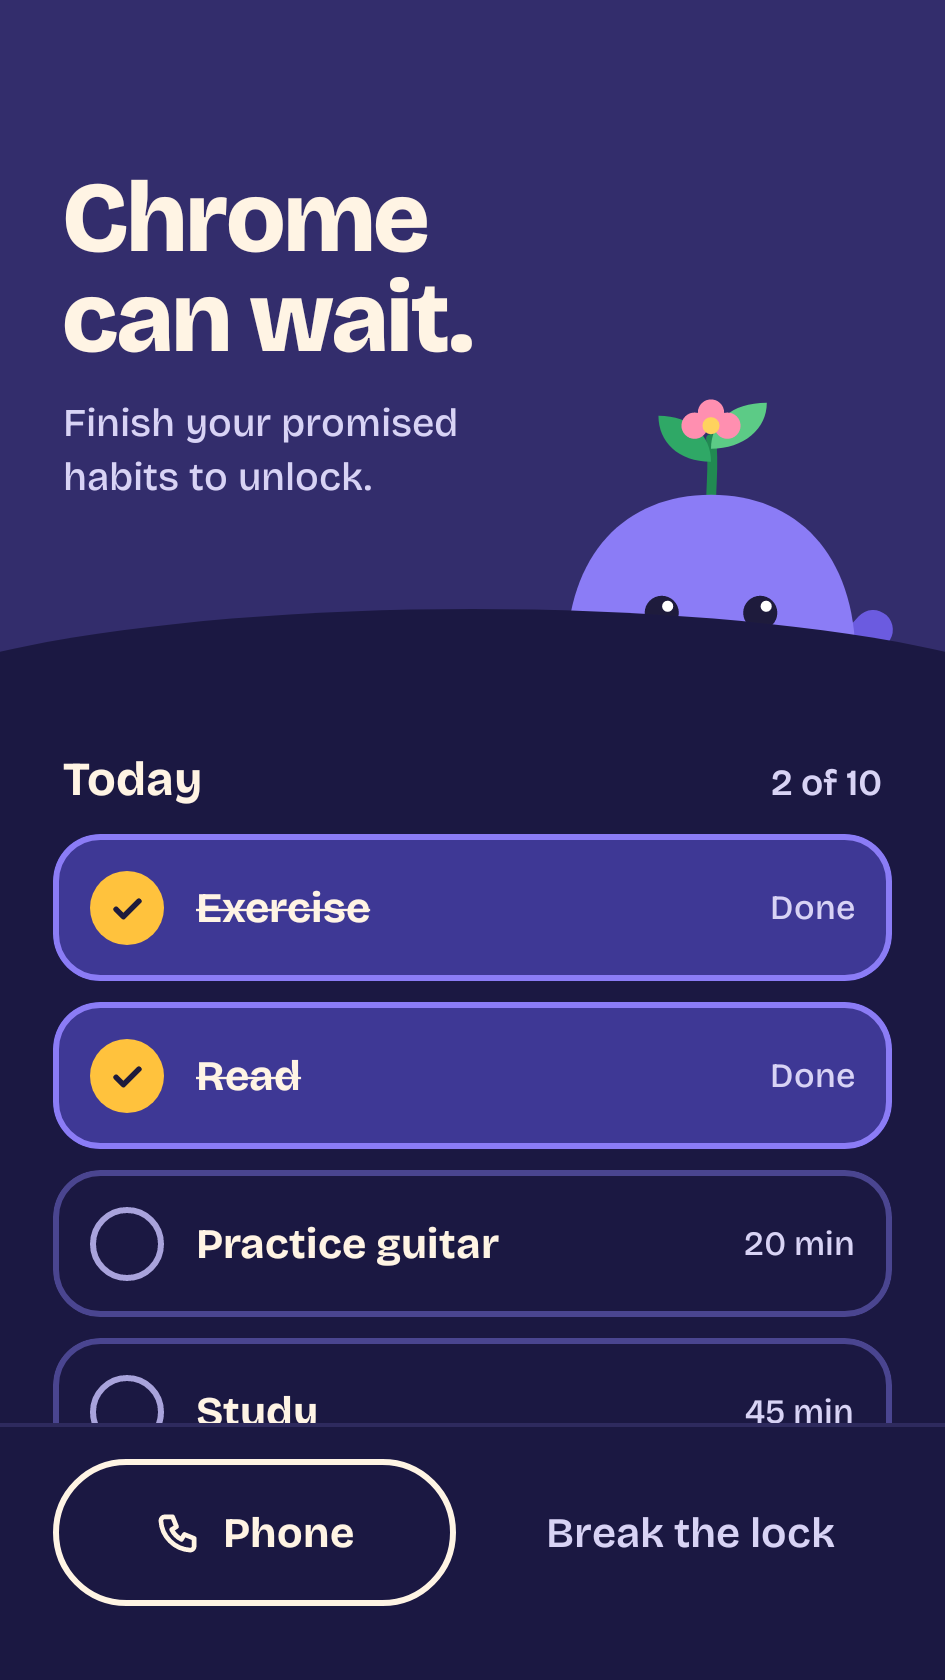 Chrome
can wait.
Finish your promised
habits to unlock.
Today 2 of 10
Exercise Done
Read Done
Practice guitar 20 min
Study 45 min
Phone Break the lock